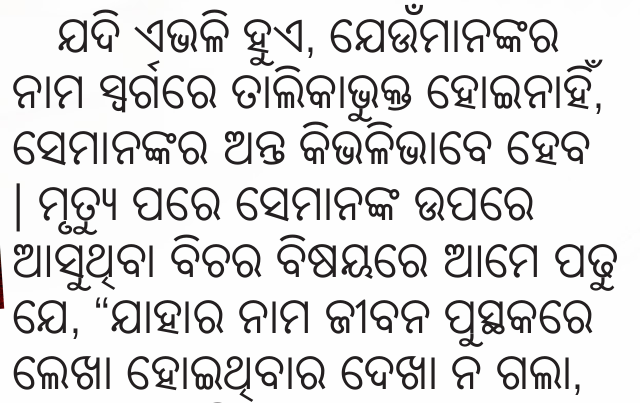 ଯଦି ଏଭଳି ହୁଏ, ଯେଉଁମାନଙ୍କର
ନାମ ସ୍ୱର୍ଗରେ ତାଲିକାଭୁକ୍ତ ହୋଇନାହିଁ,
ସେମାନଙ୍କର ଅନ୍ତ କିଭଳିଭାବେ ହେବ
| ମୃତ୍ୟୁ ପରେ ସେମାନଙ୍କ ଉପରେ
ଆସୁଥିବା ବିଚର ବିଷୟରେ ଆମେ ପଢୁ
ଯେ, “ଯାହାର ନାମ ଜୀବନ ପୁସ୍ଥକରେ
ଲେଖା ହୋଇଥିବାର ଦେଖା ନ ଗଲା,